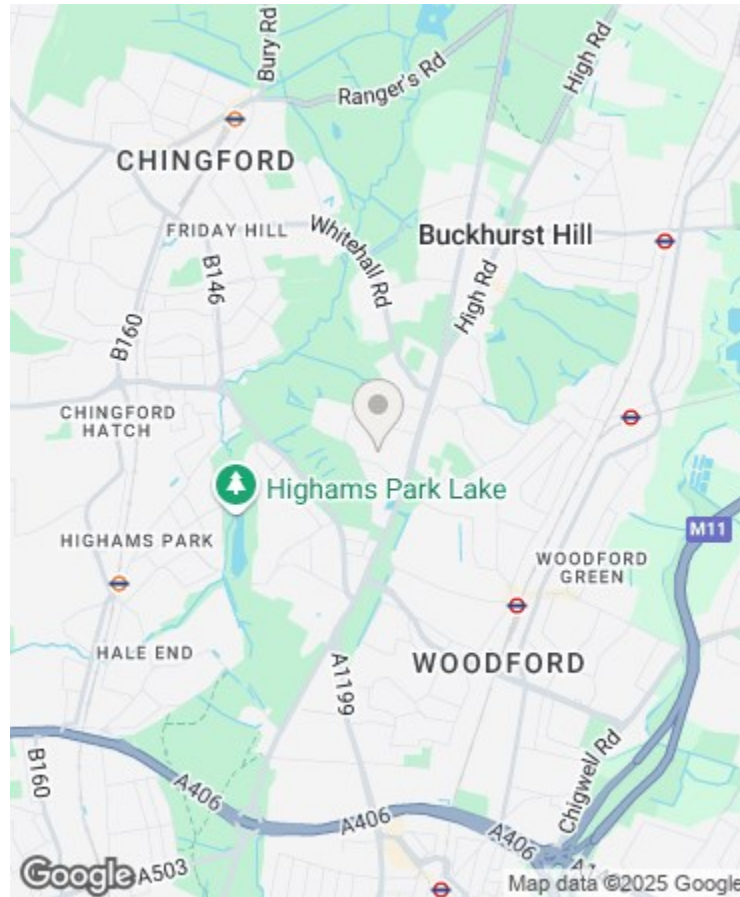 Bury Rd
Ranger's Rd
High Rd
CHINGFORD
FRIDAY HILL
Whitehall Rd
Buckhurst Hill
B146
High Rd
B160
CHINGFORD
HATCH
Highams Park Lake
M11
HIGHAMS PARK
WOODFORD
GREEN
HALE END
WOODFORD
A1199
Chigwell Rd
B160
A406
A406
A406
A503
Google
Map data ©2025 Google